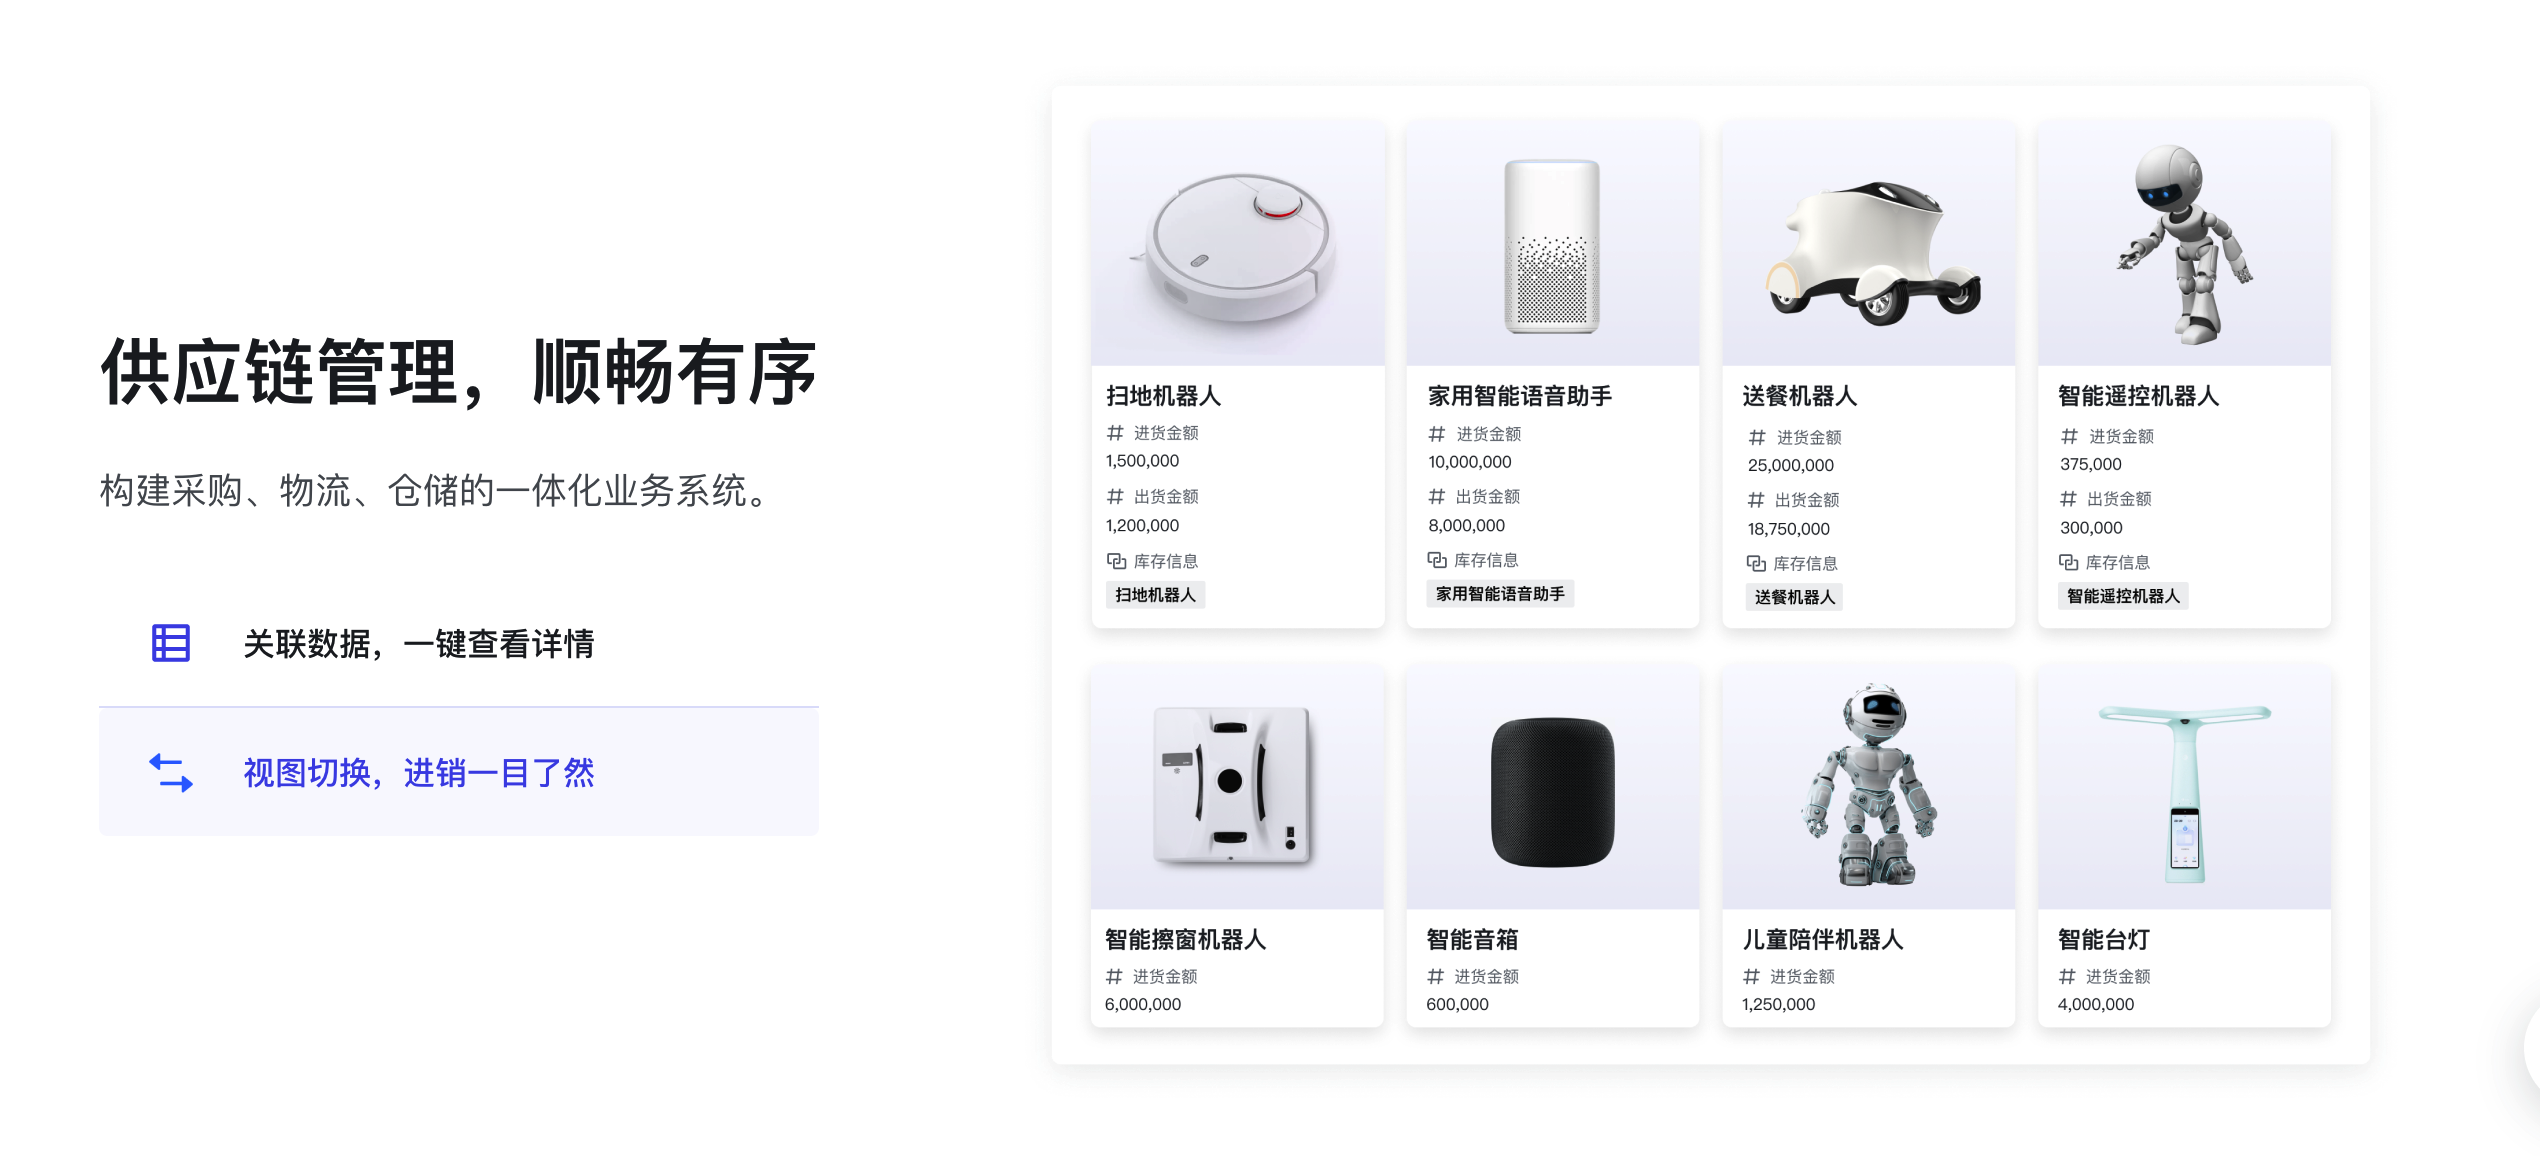 供应链管理，顺畅有序
构建采购、物流、仓储的一体化业务系统。
关联数据，一键查看详情
视图切换，进销一目了然
扫地机器人
进货金额
1,500,000
出货金额
1,200,000
库存信息
扫地机器人
家用智能语音助手
进货金额
10,000,000
出货金额
8,000,000
库存信息
家用智能语音助手
送餐机器人
进货金额
25,000,000
出货金额
18,750,000
库存信息
送餐机器人
智能遥控机器人
进货金额
375,000
出货金额
300,000
库存信息
智能遥控机器人
智能擦窗机器人
进货金额
6,000,000
智能音箱
进货金额
600,000
儿童陪伴机器人
进货金额
1,250,000
智能台灯
进货金额
4,000,000